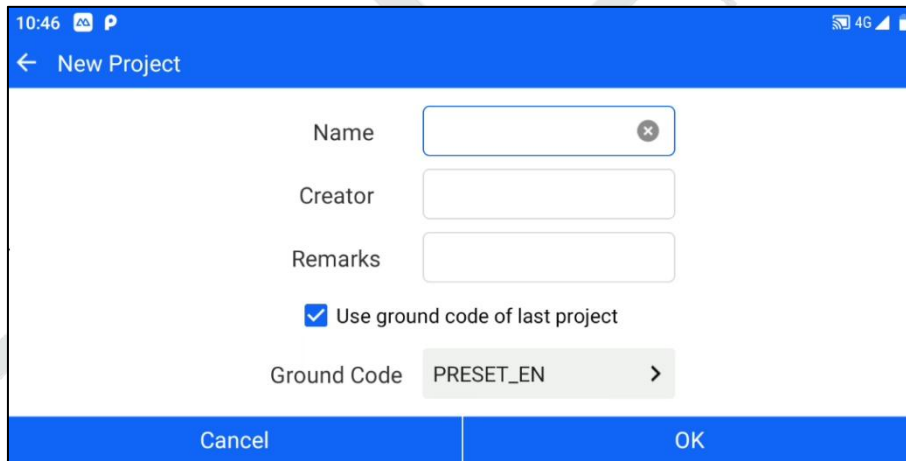 10:46 P 4G
New Project
Name
Creator
Remarks
Use ground code of last project
Ground Code PRESET_EN
Cancel OK